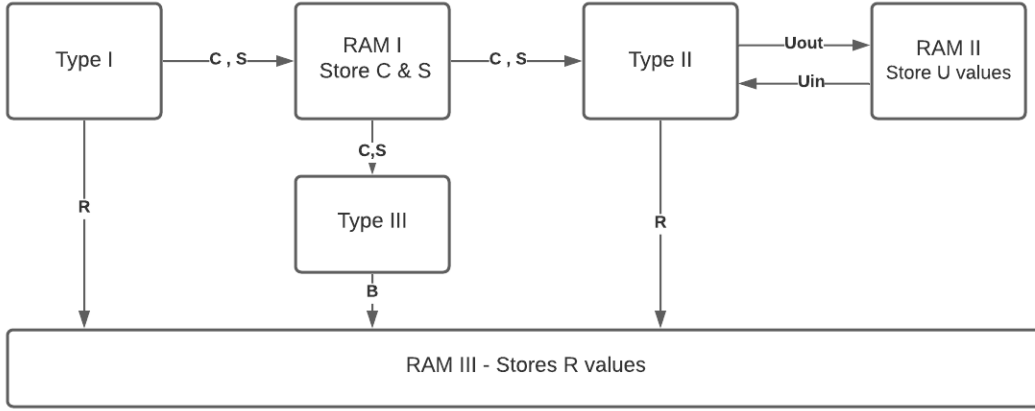 Type I
C , S
RAM I
Store C & S
C , S
Type II
Uout
Uin
RAM II
Store U values
R
C,S
Type III
B
R
RAM III - Stores R values